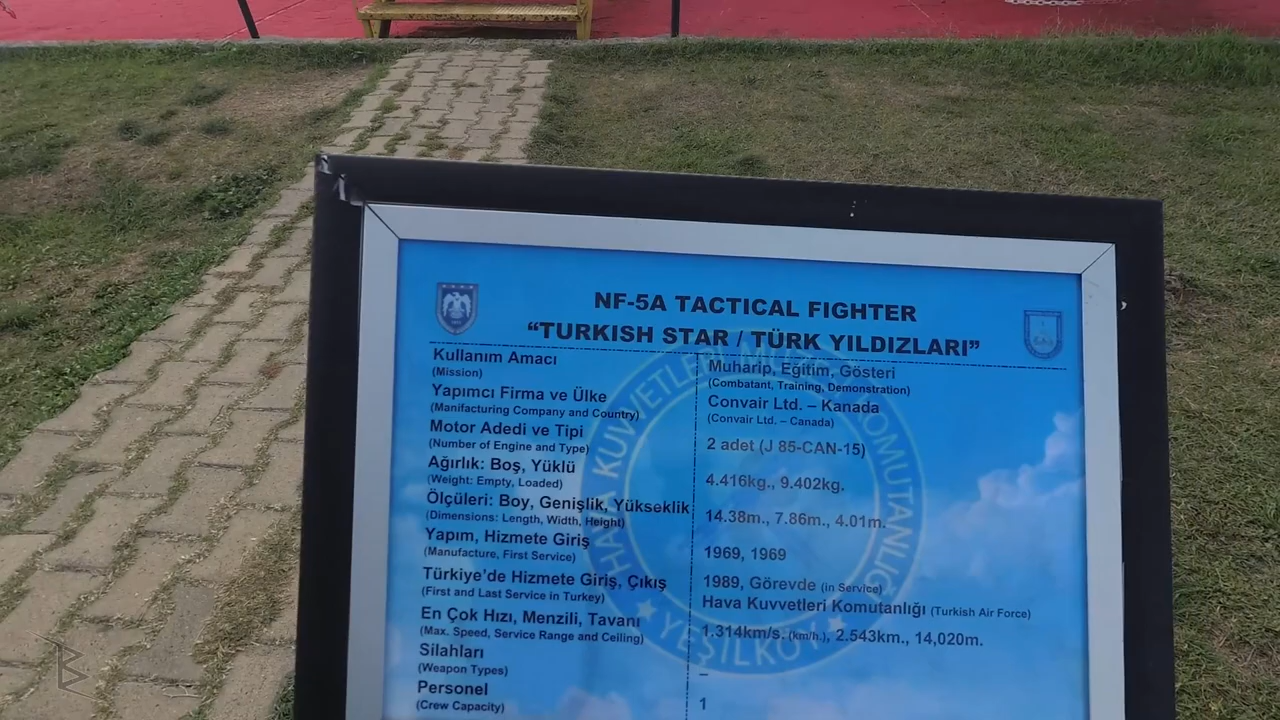 NF-5A TACTICAL FIGHTER
“TURKISH STAR / TÜRK YILDIZLARI”
Kullanım Amacı
(Mission)
Muharip, Eğitim, Gösteri
(Combatant, Training, Demonstration)
Yapımcı Firma ve Ülke
(Manifacturing Company and Country)
Convair Ltd. – Kanada
(Convair Ltd. – Canada)
Motor Adedi ve Tipi
(Number of Engine and Type)
2 adet (J 85-CAN-15)
Ağırlık: Boş, Yüklü
(Weight: Empty, Loaded)
4.416kg., 9.402kg.
Ölçüleri: Boy, Genişlik, Yükseklik
(Dimensions: Length, Width, Height)
14.38m., 7.86m., 4.01m.
Yapım, Hizmete Giriş
(Manufacture, First Service)
1969, 1969
Türkiye’de Hizmete Giriş, Çıkış
(First and Last Service in Turkey)
1989, Görevde (in Service)
Hava Kuvvetleri Komutanlığı (Turkish Air Force)
En Çok Hızı, Menzili, Tavanı
(Max. Speed, Service Range and Ceiling)
1.314km/s. (km/h.), 2.543km., 14,020m.
Silahları
(Weapon Types)
–
Personel
(Crew Capacity)
1
HAVA KUVVETLERİ KOMUTANLIĞI
YEŞİLKÖY